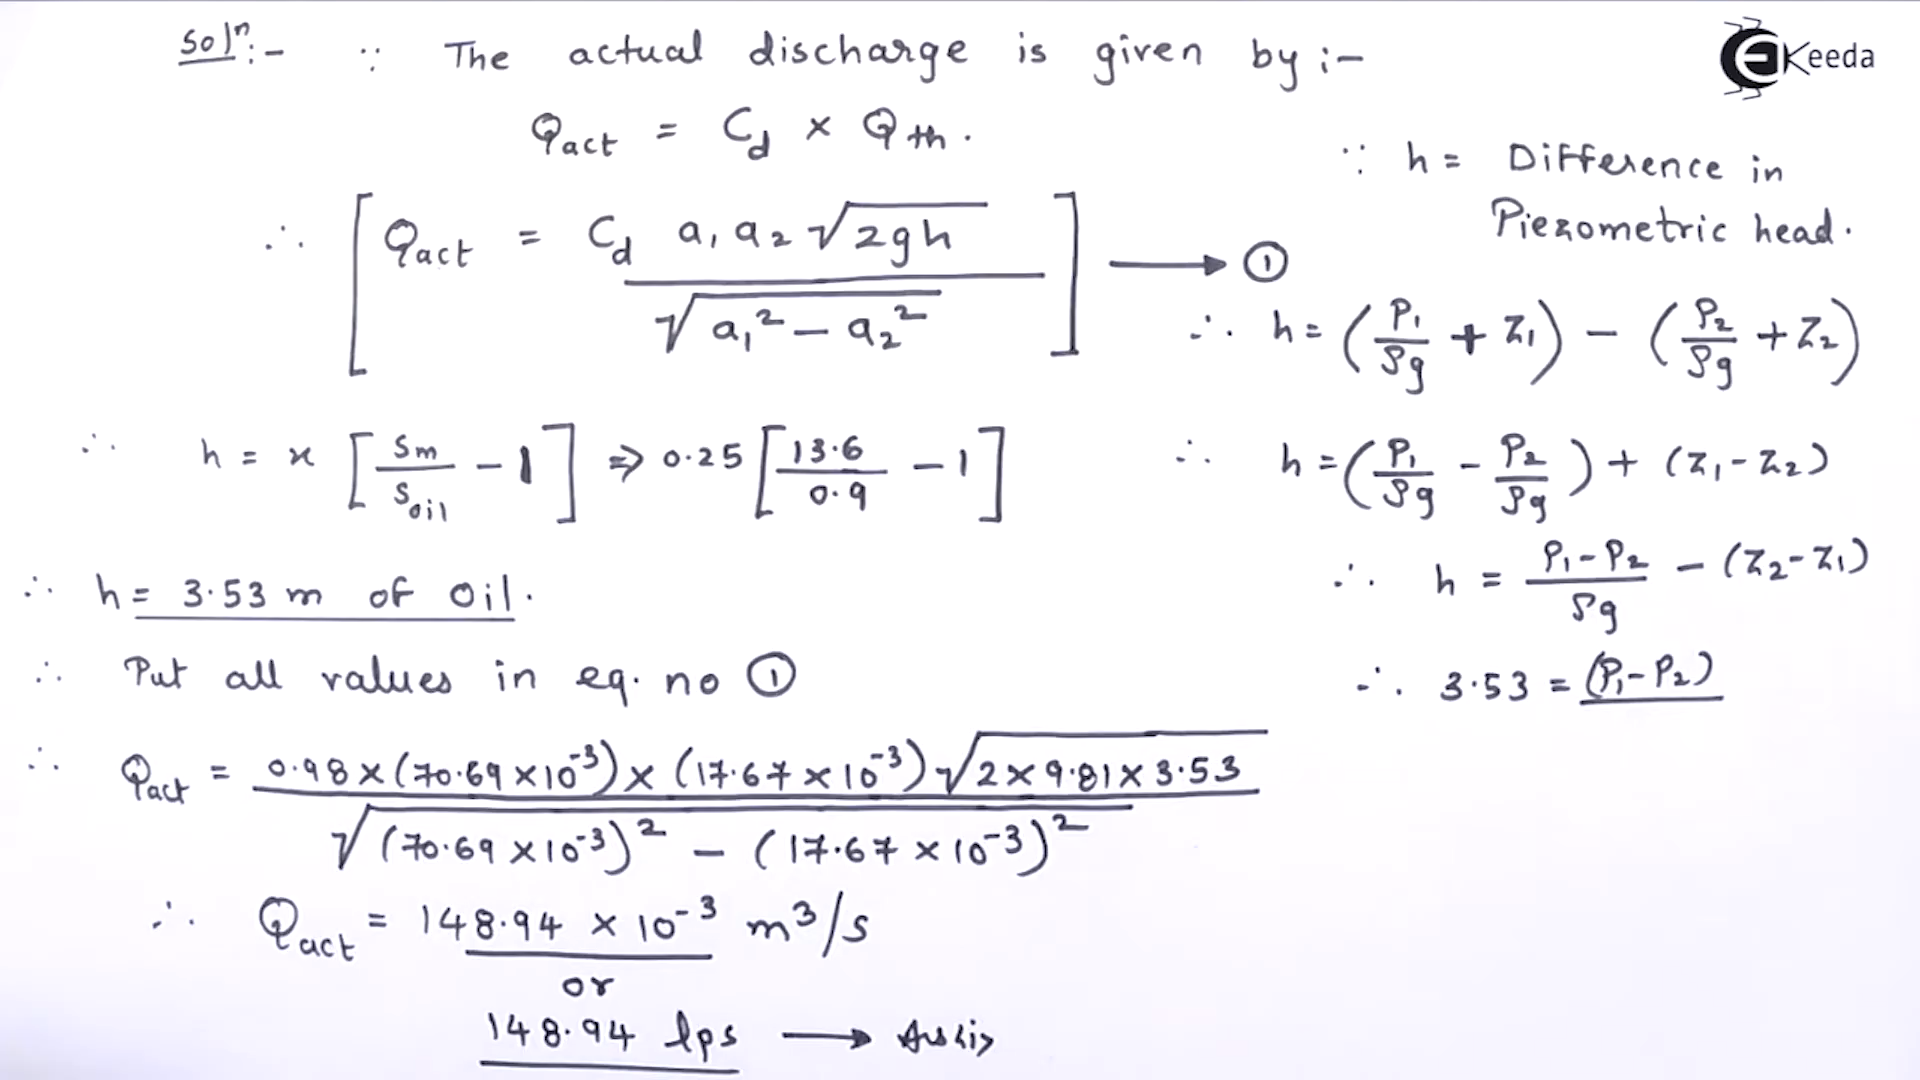 Solⁿ:- ∵ The actual discharge is given by :-
Qact = Cd × Qth.
∴ [ Qact = Cd a₁ a₂ √2gh / √a₁² - a₂² ] → ①
∴ h = x [ Sm / Soil - 1 ] ⇒ 0.25 [ 13.6 / 0.9 - 1 ]
∴ h = 3.53 m of oil.
∴ Put all values in eq. no ①
∴ Qact = 0.98 × (70.69 × 10⁻³) × (17.67 × 10⁻³) √2 × 9.81 × 3.53 / √(70.69 × 10⁻³)² - (17.67 × 10⁻³)²
∴ Qact = 148.94 × 10⁻³ m³/s
or
148.94 lps →
Keeda
∵ h = Difference in
Piezometric head.
∴ h = (P₁/ρg + Z₁) - (P₂/ρg + Z₂)
∴ h = (P₁/ρg - P₂/ρg) + (Z₁ - Z₂)
∴ h = P₁ - P₂ / ρg - (Z₂ - Z₁)
∴ 3.53 = (P₁ - P₂)